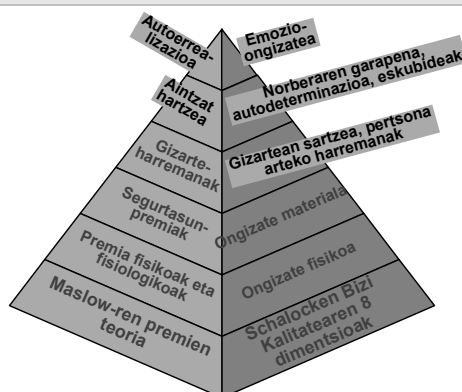 Autoerrea-
lizazioa
Emozio-
ongizatea
Aintzat
hartzea
Norberaren garapena,
autodeterminazioa, eskubideak
Gizarte-
harremanak
Gizartean sartzea, pertsona
arteko harremanak
Segurtasun-
premiak
Ongizate materiala
Premia fisikoak eta
fisiologikoak
Ongizate fisikoa
Maslow-ren premien
teoria
Schalocken Bizi
Kalitatearen 8
dimentsioak